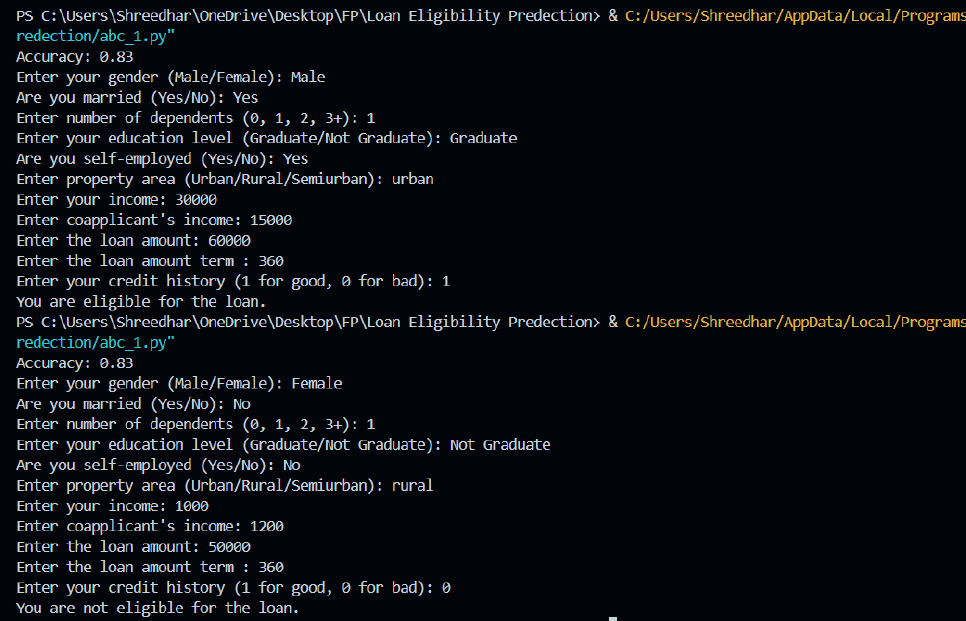 PS C:\Users\Shreedhar\OneDrive\Desktop\FP\Loan Eligibility Predection> & C:/Users/Shreedhar/AppData/Local/Programs
redection/abc_1.py"
Accuracy: 0.83
Enter your gender (Male/Female): Male
Are you married (Yes/No): Yes
Enter number of dependents (0, 1, 2, 3+): 1
Enter your education level (Graduate/Not Graduate): Graduate
Are you self-employed (Yes/No): Yes
Enter property area (Urban/Rural/Semiurban): urban
Enter your income: 30000
Enter coapplicant's income: 15000
Enter the loan amount: 60000
Enter the loan amount term : 360
Enter your credit history (1 for good, 0 for bad): 1
You are eligible for the loan.
PS C:\Users\Shreedhar\OneDrive\Desktop\FP\Loan Eligibility Predection> & C:/Users/Shreedhar/AppData/Local/Programs
redection/abc_1.py"
Accuracy: 0.83
Enter your gender (Male/Female): Female
Are you married (Yes/No): No
Enter number of dependents (0, 1, 2, 3+): 1
Enter your education level (Graduate/Not Graduate): Not Graduate
Are you self-employed (Yes/No): No
Enter property area (Urban/Rural/Semiurban): rural
Enter your income: 1000
Enter coapplicant's income: 1200
Enter the loan amount: 50000
Enter the loan amount term : 360
Enter your credit history (1 for good, 0 for bad): 0
You are not eligible for the loan.